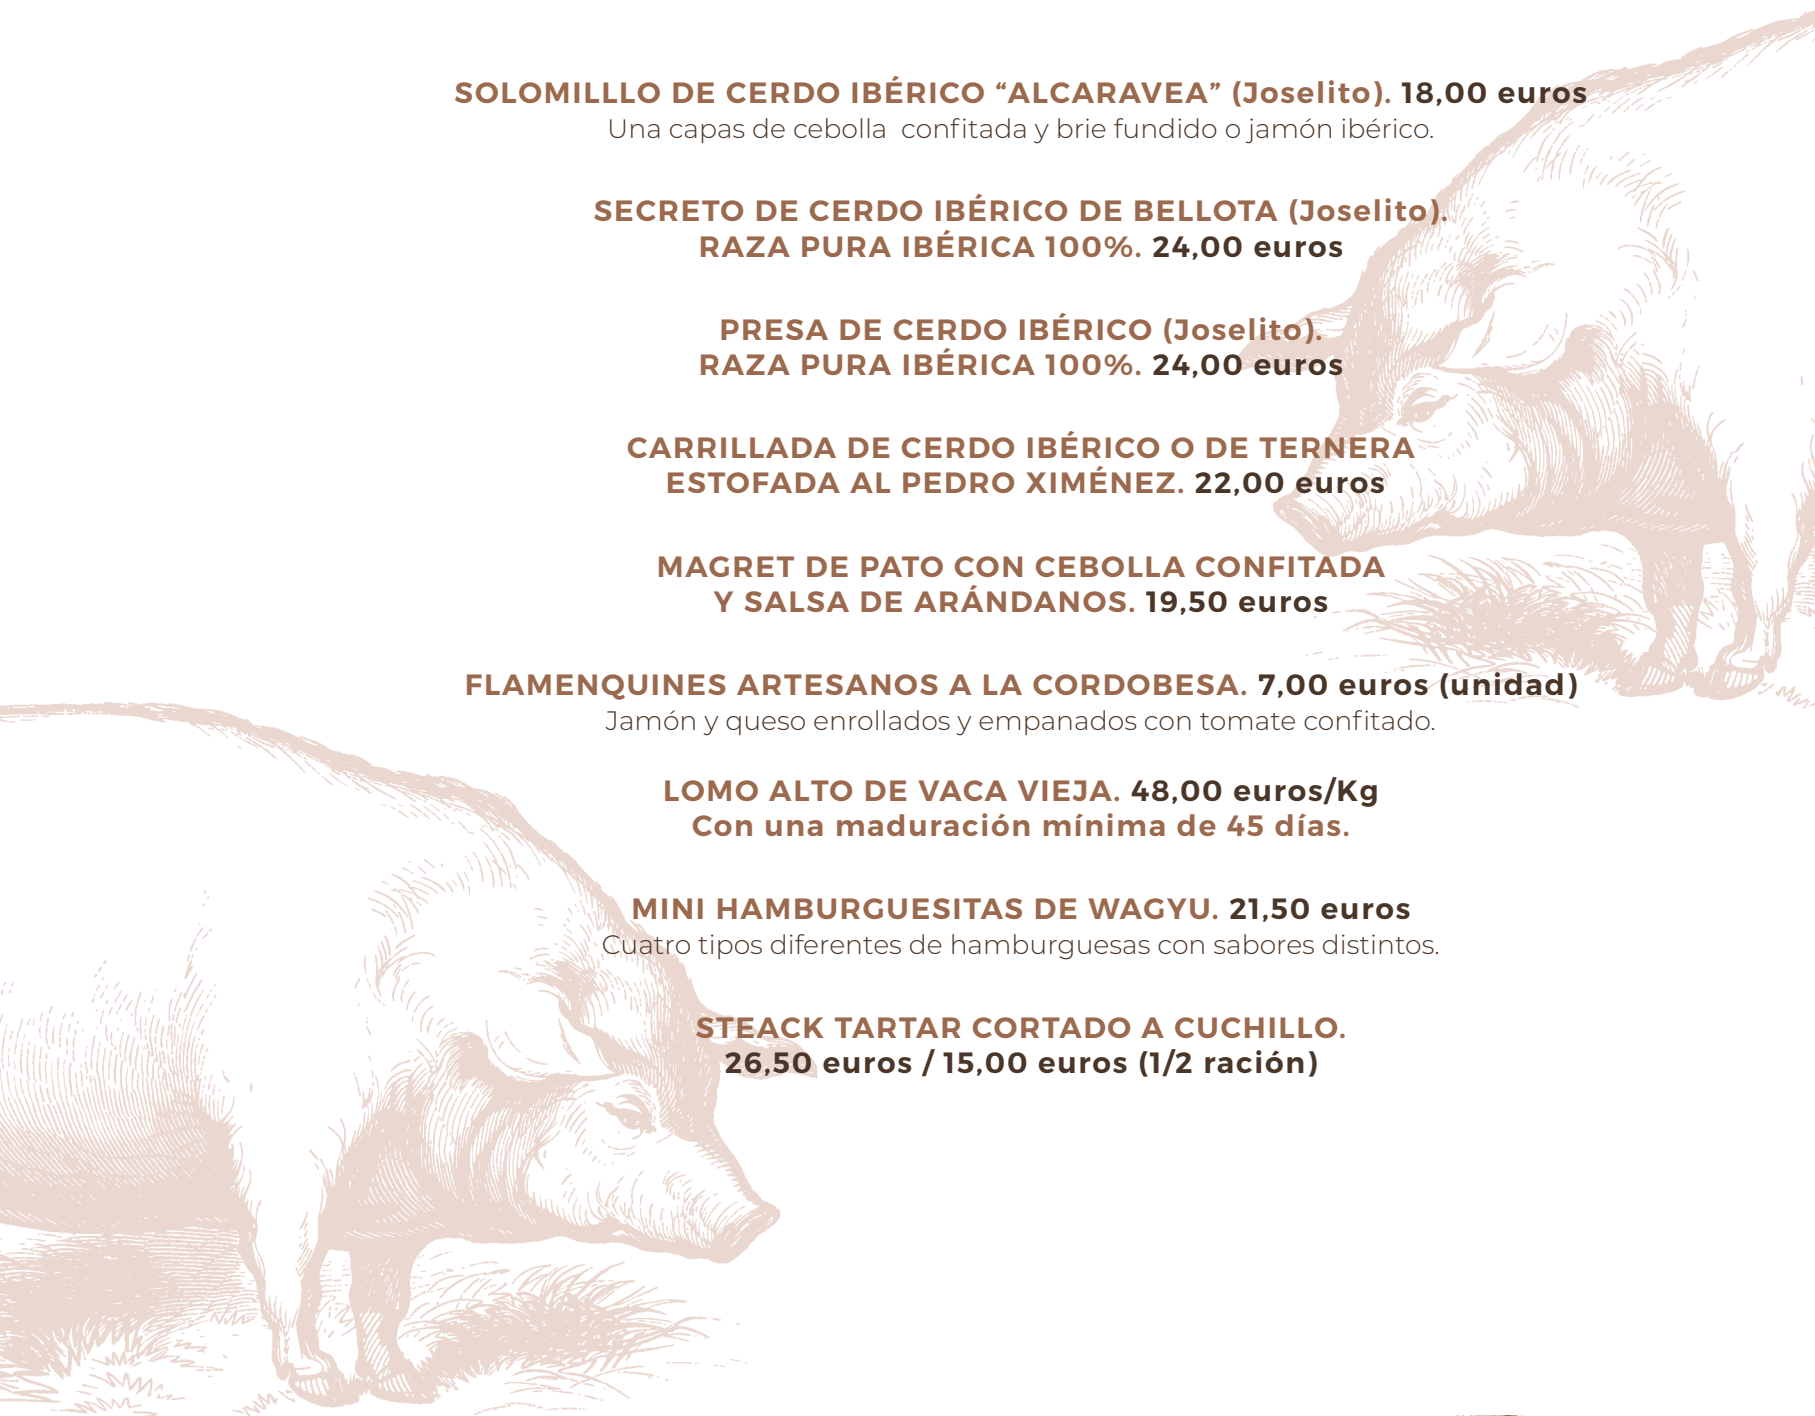 SOLOMILLLO DE CERDO IBÉRICO “ALCARAVEA” (Joselito). 18,00 euros
Una capas de cebolla  confitada y brie fundido o jamón ibérico.
SECRETO DE CERDO IBÉRICO DE BELLOTA (Joselito).
RAZA PURA IBÉRICA 100%. 24,00 euros
PRESA DE CERDO IBÉRICO (Joselito).
RAZA PURA IBÉRICA 100%. 24,00 euros
CARRILLADA DE CERDO IBÉRICO O DE TERNERA
ESTOFADA AL PEDRO XIMÉNEZ. 22,00 euros
MAGRET DE PATO CON CEBOLLA CONFITADA
Y SALSA DE ARÁNDANOS. 19,50 euros
FLAMENQUINES ARTESANOS A LA CORDOBESA. 7,00 euros (unidad)
Jamón y queso enrollados y empanados con tomate confitado.
LOMO ALTO DE VACA VIEJA. 48,00 euros/Kg
Con una maduración mínima de 45 días.
MINI HAMBURGUESITAS DE WAGYU. 21,50 euros
Cuatro tipos diferentes de hamburguesas con sabores distintos.
STEACK TARTAR CORTADO A CUCHILLO.
26,50 euros / 15,00 euros (1/2 ración)